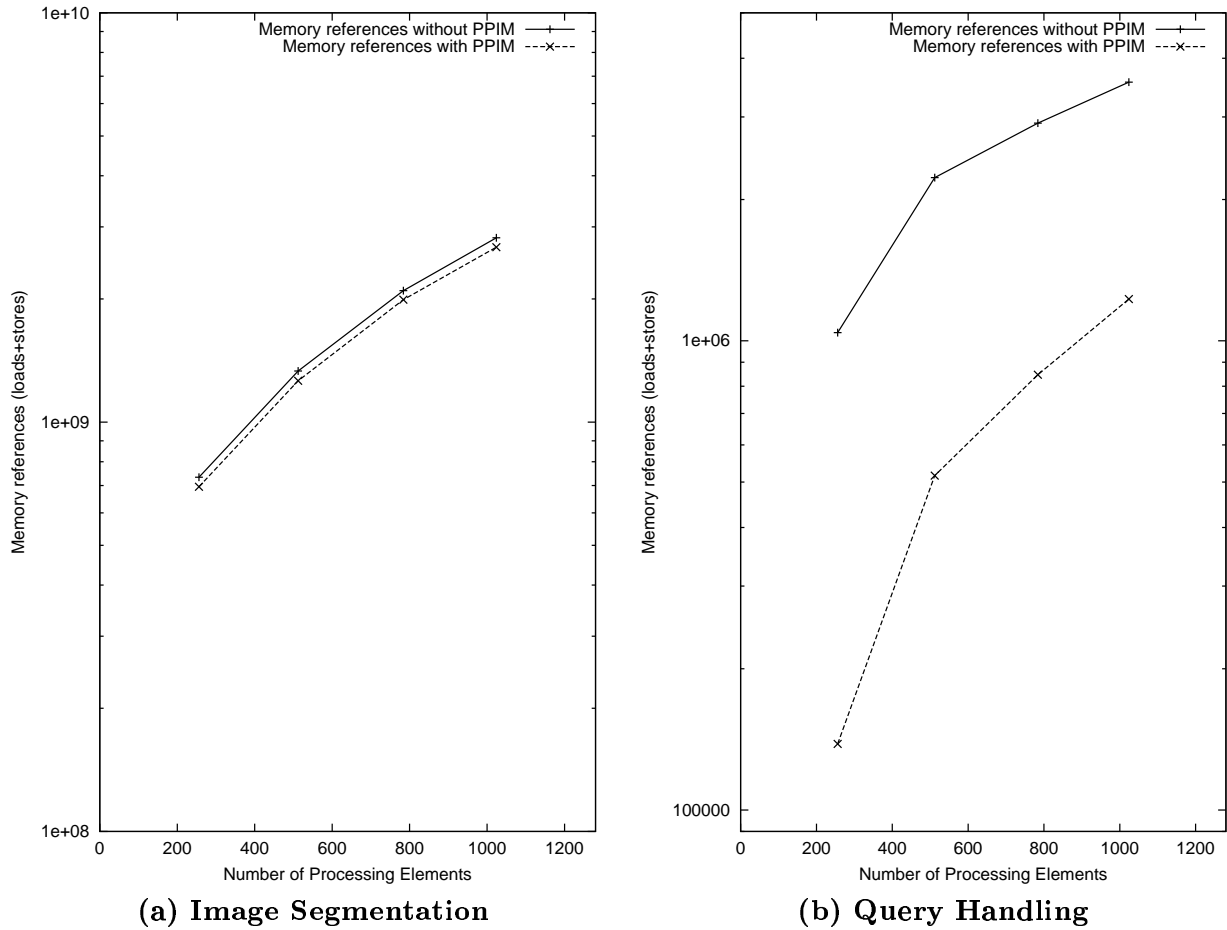 1e+10
Memory references without PPIM
Memory references with PPIM
1e+09
1e+08
Memory references (loads+stores)
0 200 400 600 800 1000 1200
Number of Processing Elements
(a) Image Segmentation
Memory references without PPIM
Memory references with PPIM
1e+06
100000
Memory references (loads+stores)
0 200 400 600 800 1000 1200
Number of Processing Elements
(b) Query Handling